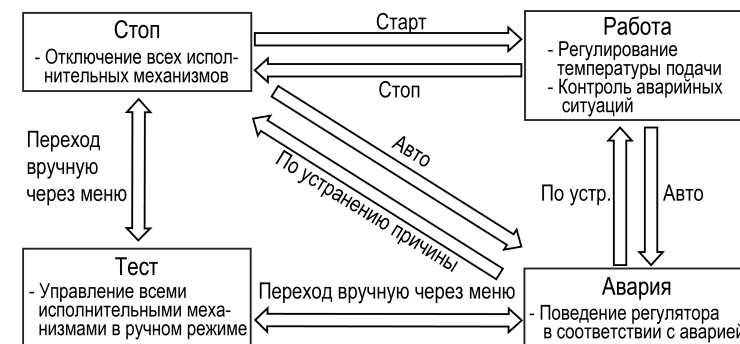 Стоп
- Отключение всех испол-
нительных механизмов
Старт
Стоп
Работа
- Регулирование
температуры подачи
- Контроль аварийных
ситуаций
Переход
вручную
через меню
Авто
По устранению причины
По устр.
Авто
Тест
- Управление всеми
исполнительными меха-
низмами в ручном режиме
Переход вручную через меню
Авария
- Поведение регулятора
в соответствии с аварией